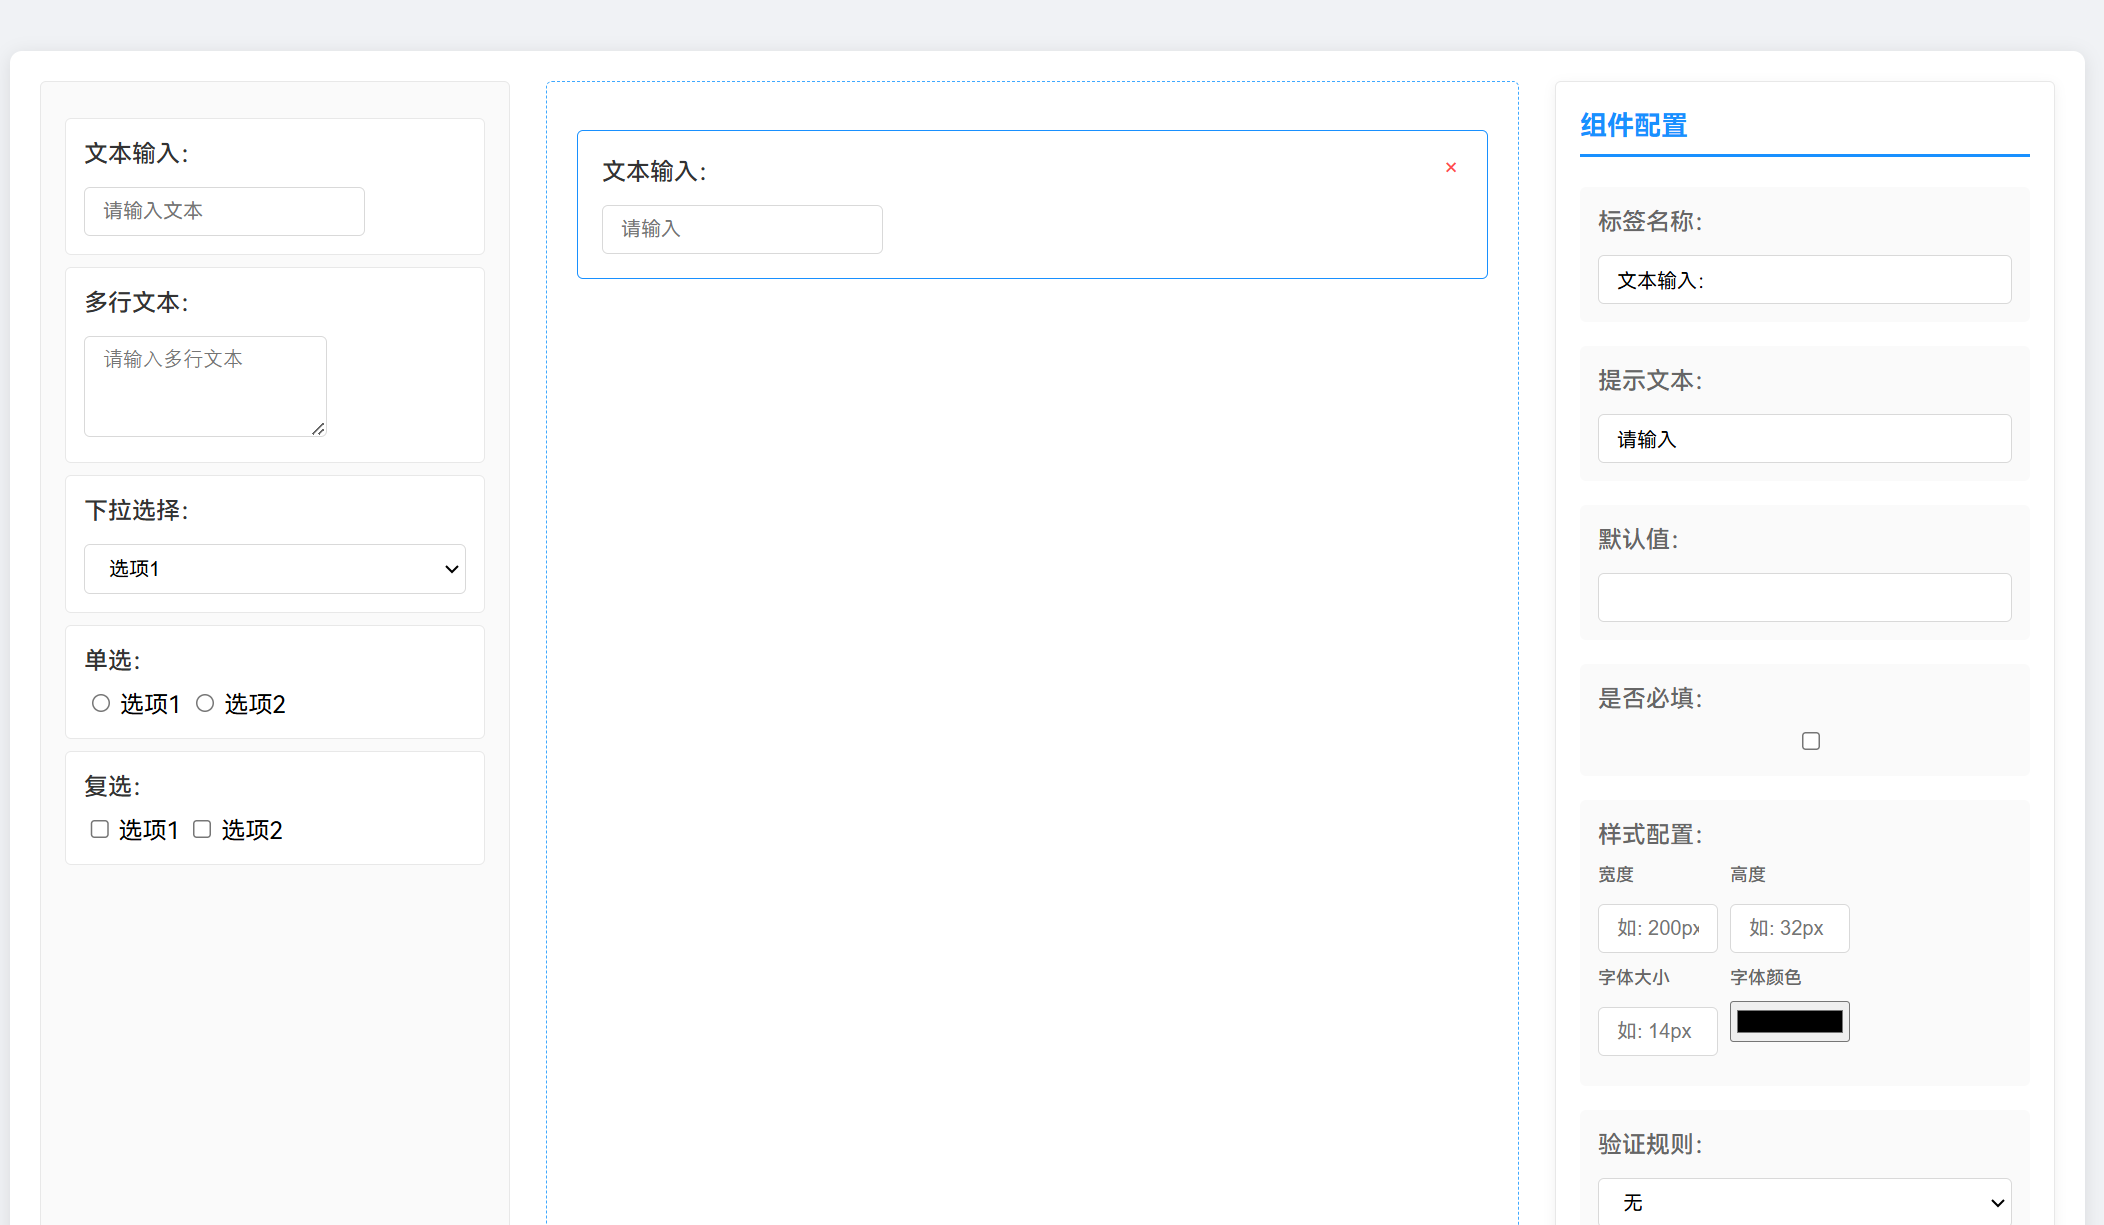 文本输入：
请输入文本
多行文本：
请输入多行文本
下拉选择：
选项1
单选：
选项1 选项2
复选：
选项1 选项2
文本输入： ×
请输入
组件配置
标签名称：
文本输入：
提示文本：
请输入
默认值：
是否必填：
样式配置：
宽度 高度
如: 200px 如: 32px
字体大小 字体颜色
如: 14px
验证规则：
无